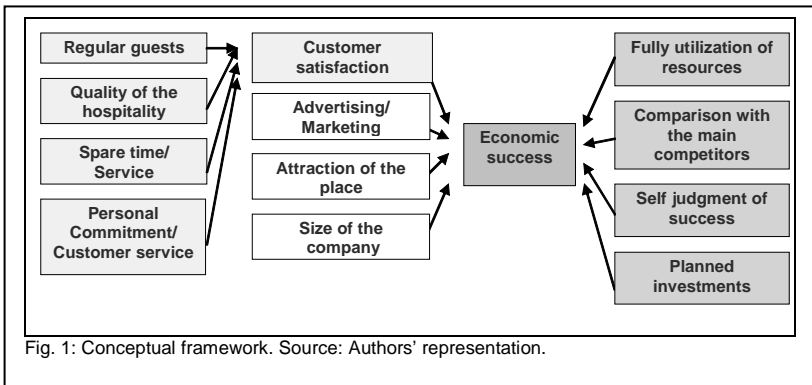 Regular guests
Quality of the
hospitality
Spare time/
Service
Personal
Commitment/
Customer service
Customer
satisfaction
Advertising/
Marketing
Attraction of the
place
Size of the
company
Economic
success
Fully utilization of
resources
Comparison with
the main
competitors
Self judgment of
success
Planned
investments
Fig. 1: Conceptual framework. Source: Authors’ representation.